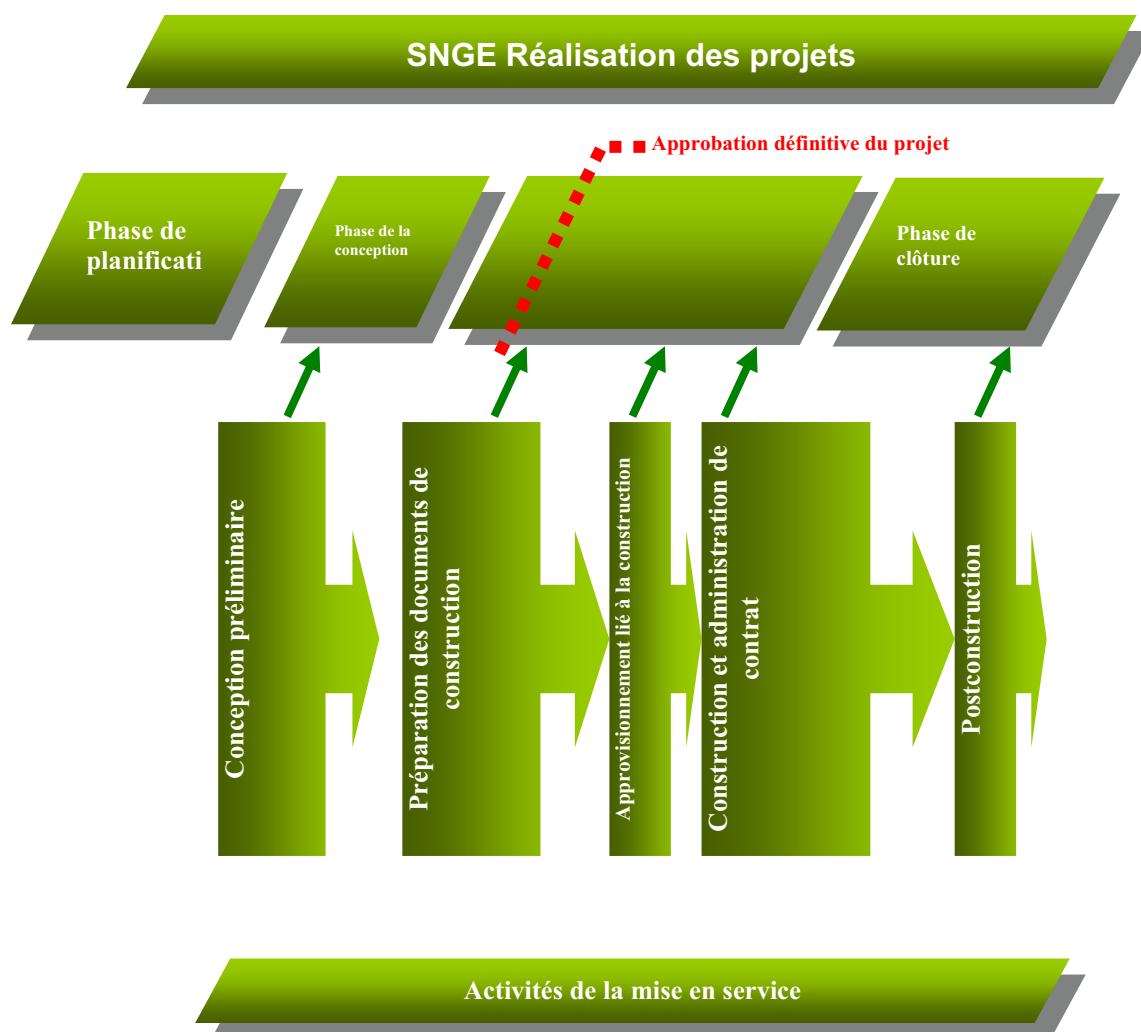 SNGE Réalisation des projets
Approbation définitive du projet
Phase de
planificati
Phase de la
conception
Phase de
clôture
Conception préliminaire
Préparation des documents de
construction
Approvisionnement lié à la construction
Construction et administration de
contrat
Postconstruction
Activités de la mise en service